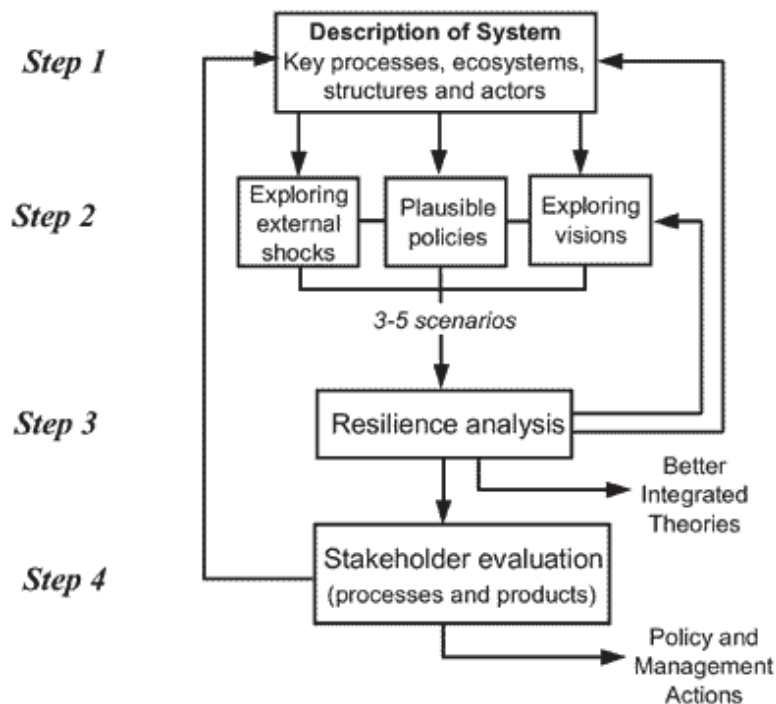 Step 1
Description of System
Key processes, ecosystems,
structures and actors
Step 2
Exploring
external
shocks
Plausible
policies
Exploring
visions
3-5 scenarios
Step 3
Resilience analysis
Better
Integrated
Theories
Step 4
Stakeholder evaluation
(processes and products)
Policy and
Management
Actions